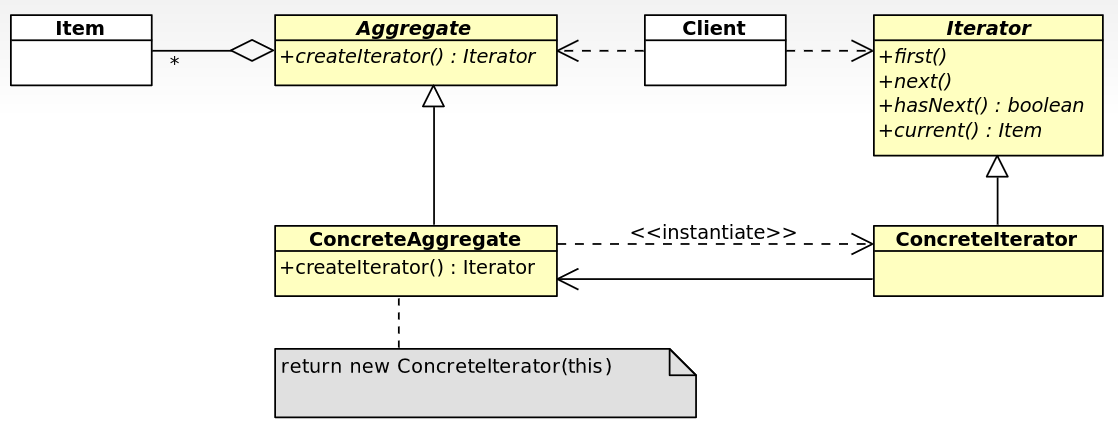 Item
*
Aggregate
+createIterator() : Iterator
Client
Iterator
+first()
+next()
+hasNext() : boolean
+current() : Item
ConcreteAggregate
+createIterator() : Iterator
<<instantiate>>
ConcreteIterator
return new ConcreteIterator(this)